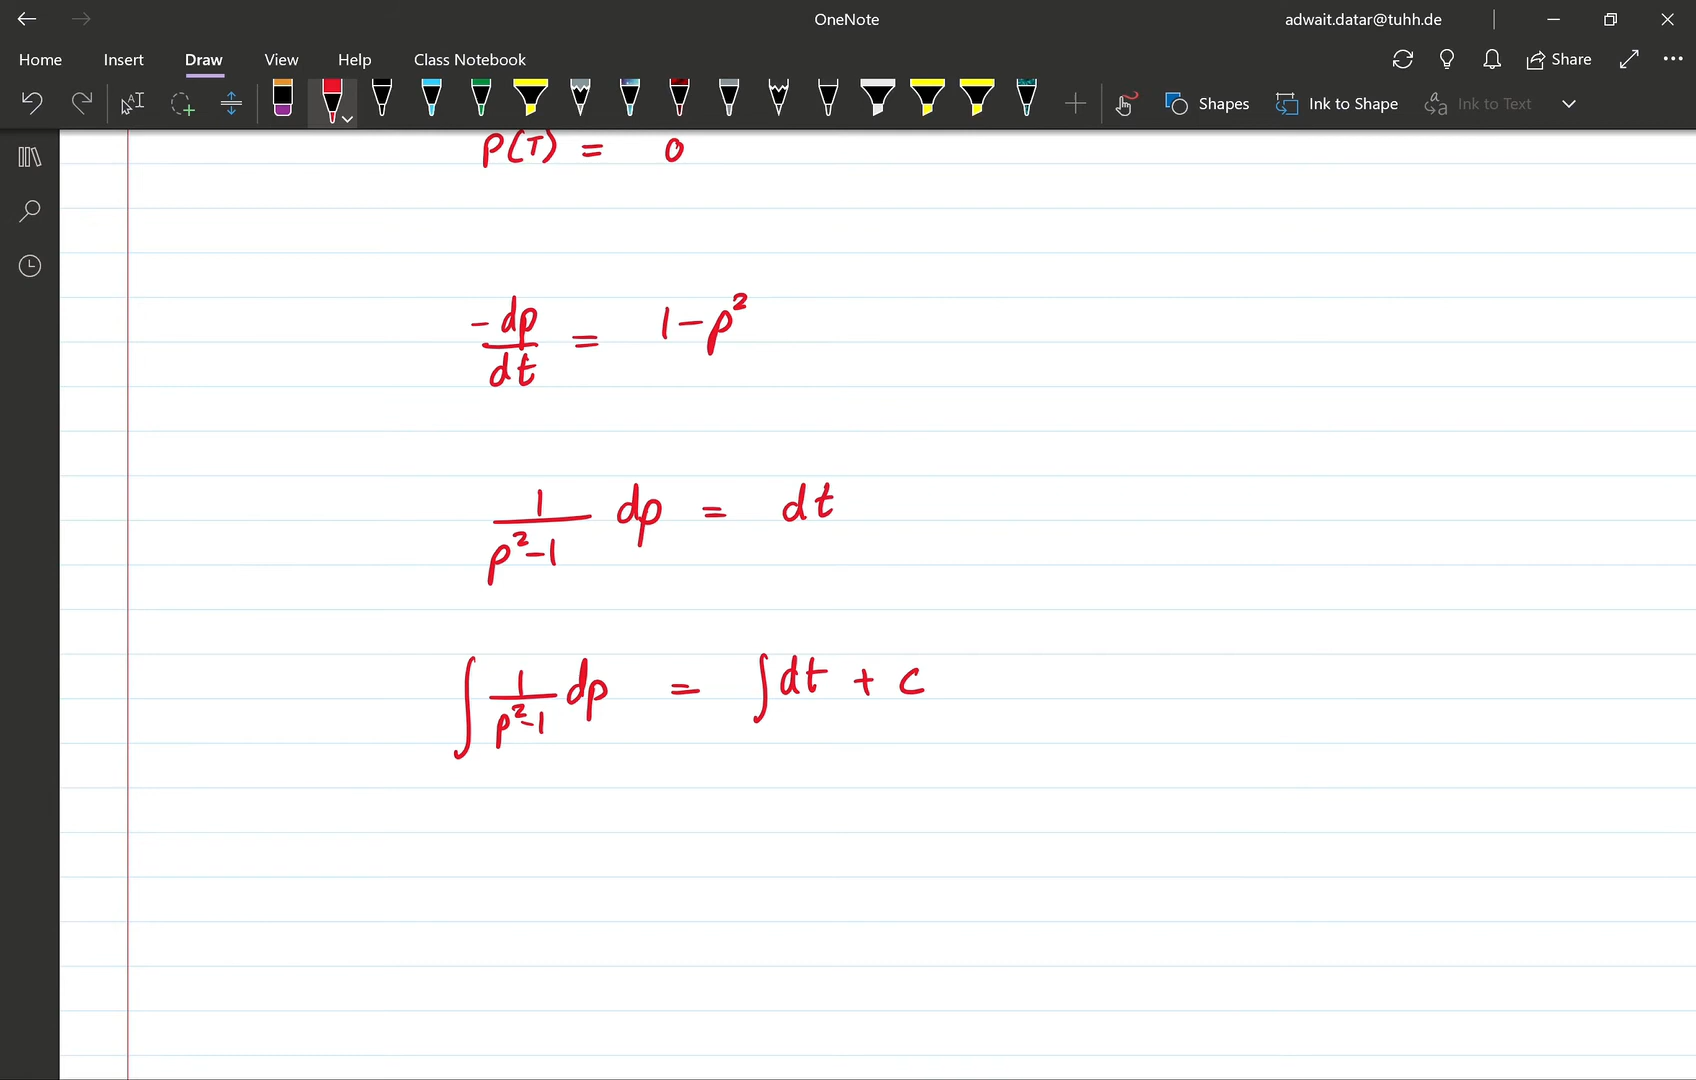 OneNote
adwait.datar@tuhh.de
Home Insert Draw View Help Class Notebook
Share
Shapes Ink to Shape Ink to Text
P(T) = 0
-dp/dt = 1-p²
1/(p²-1) dp = dt
∫ 1/(p²-1) dp = ∫dt + c